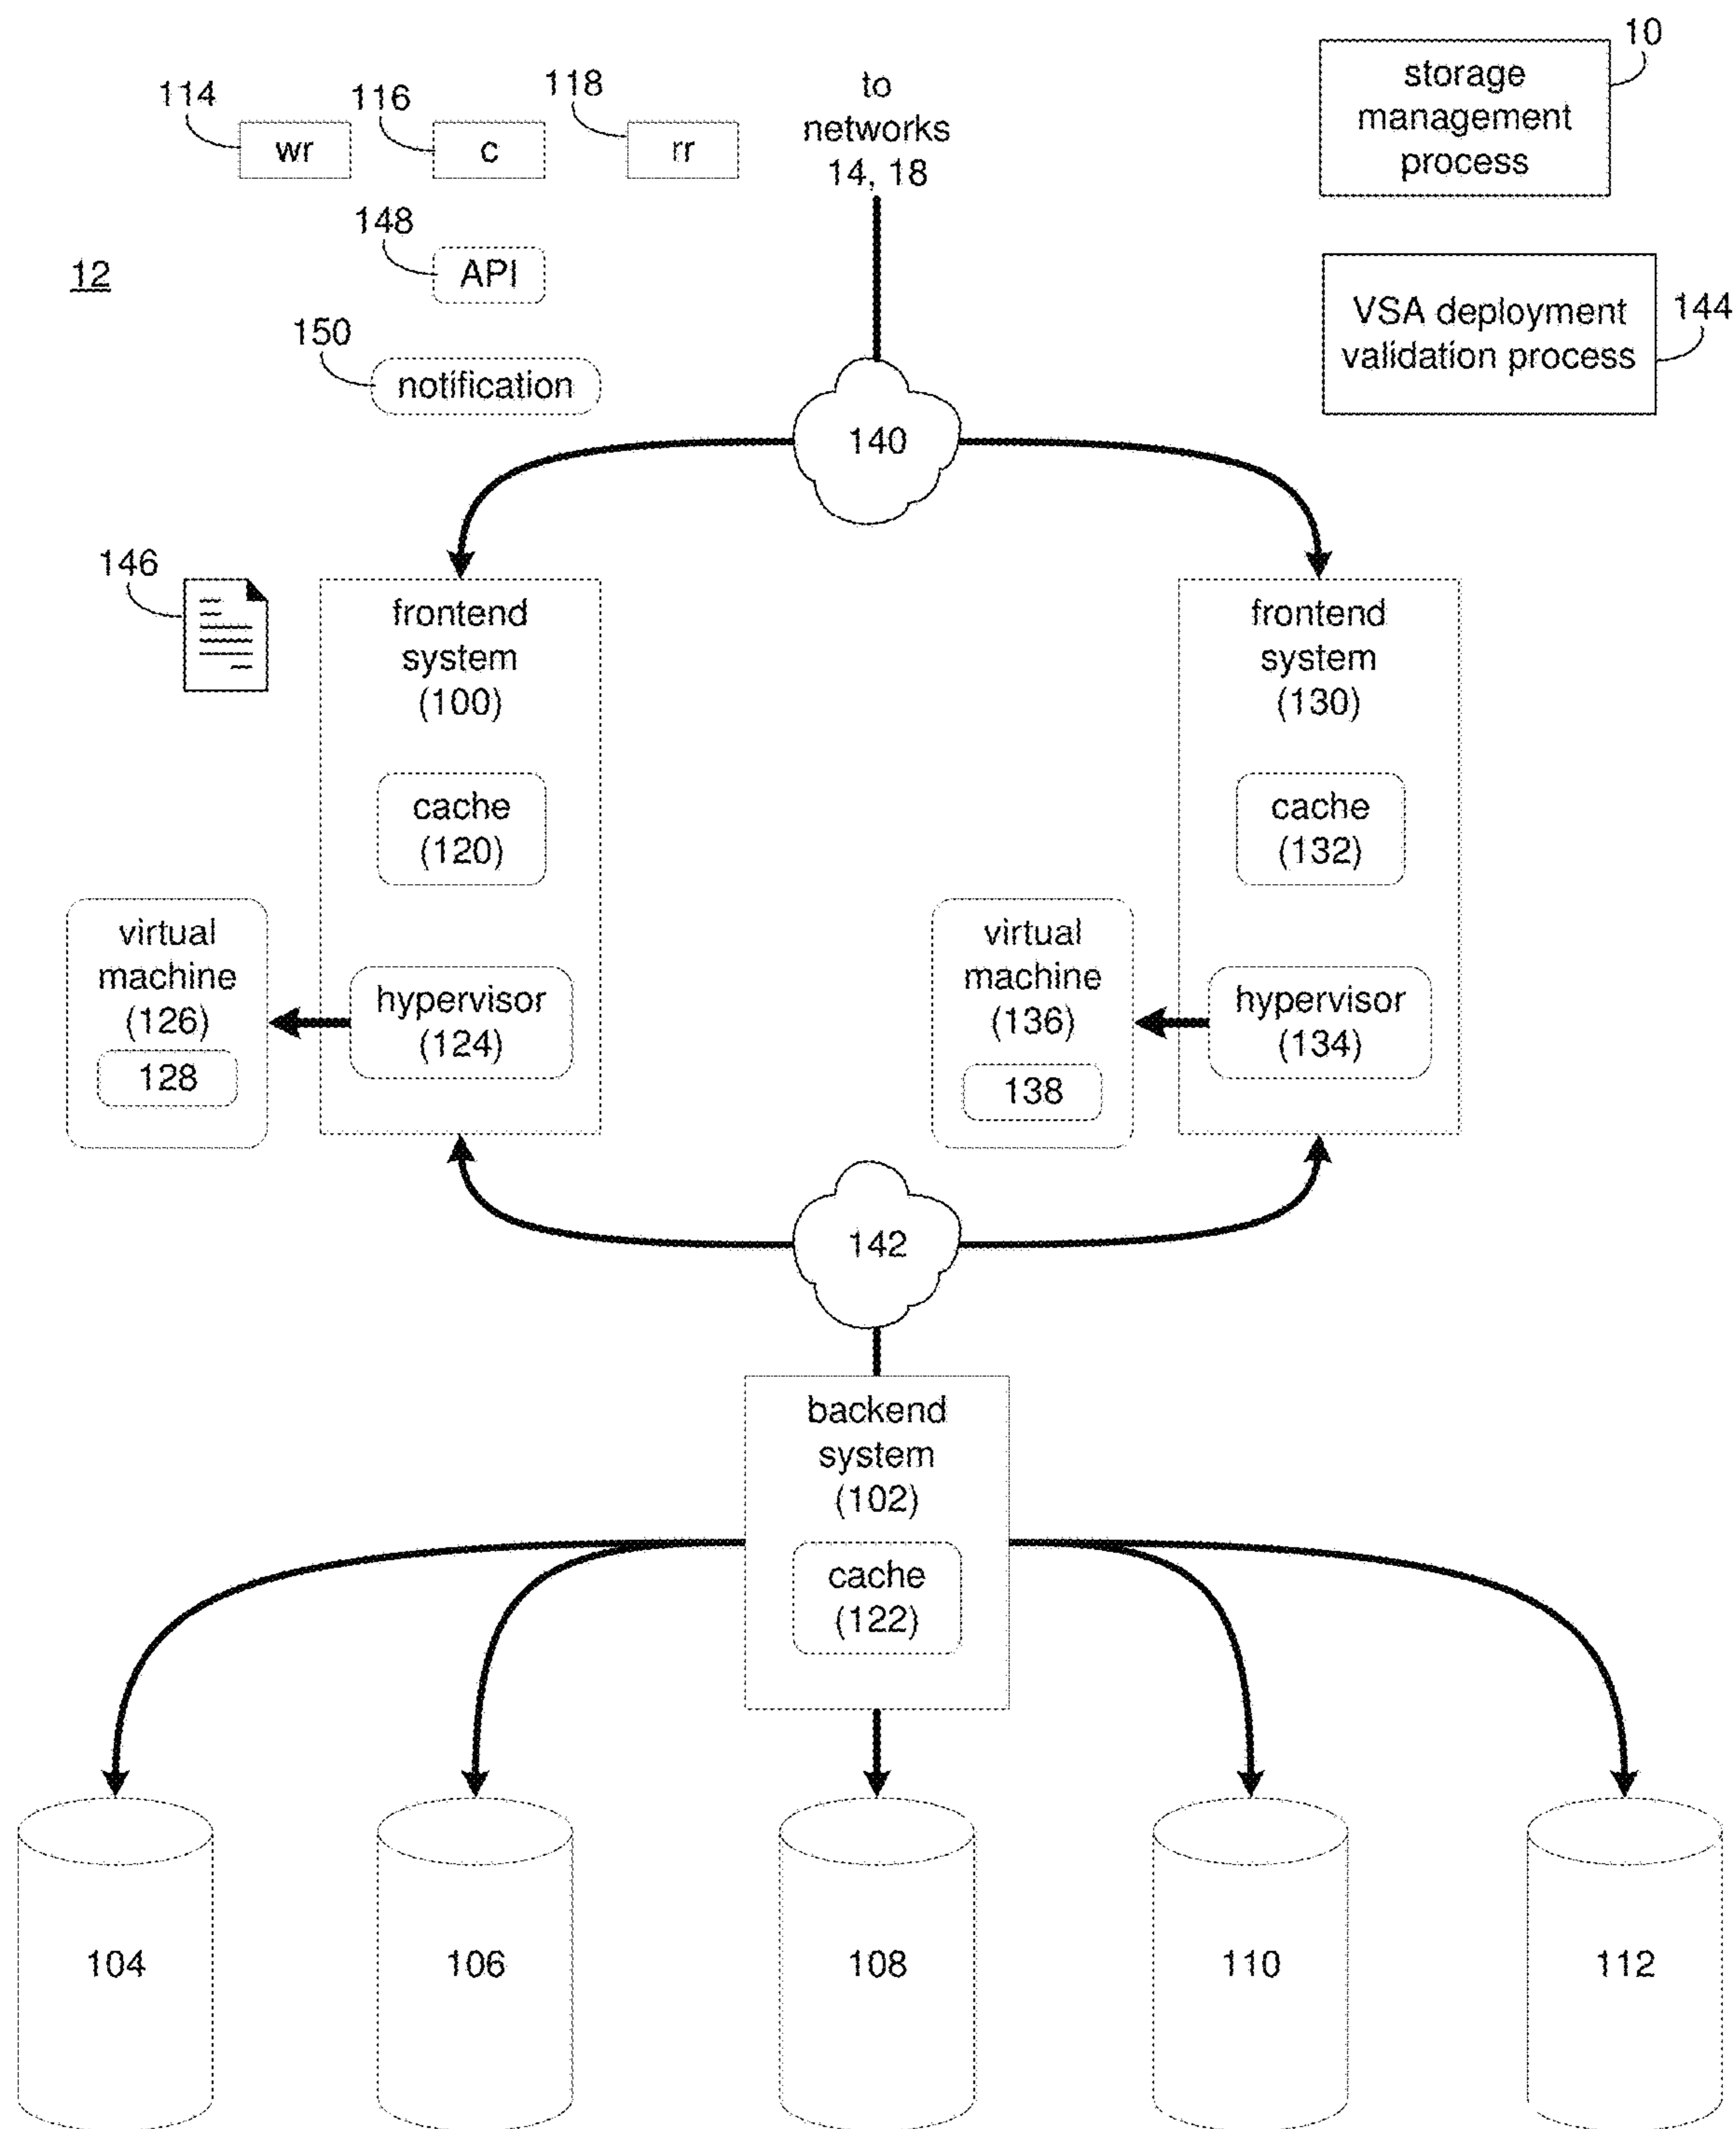 10
storage
management
process
114
wr
116
c
118
rr
to
networks
14, 18
148
API
12
150
notification
VSA deployment
validation process
144
140
146
frontend
system
(100)
cache
(120)
virtual
machine
(126)
128
hypervisor
(124)
frontend
system
(130)
cache
(132)
virtual
machine
(136)
138
hypervisor
(134)
142
backend
system
(102)
cache
(122)
104
106
108
110
112